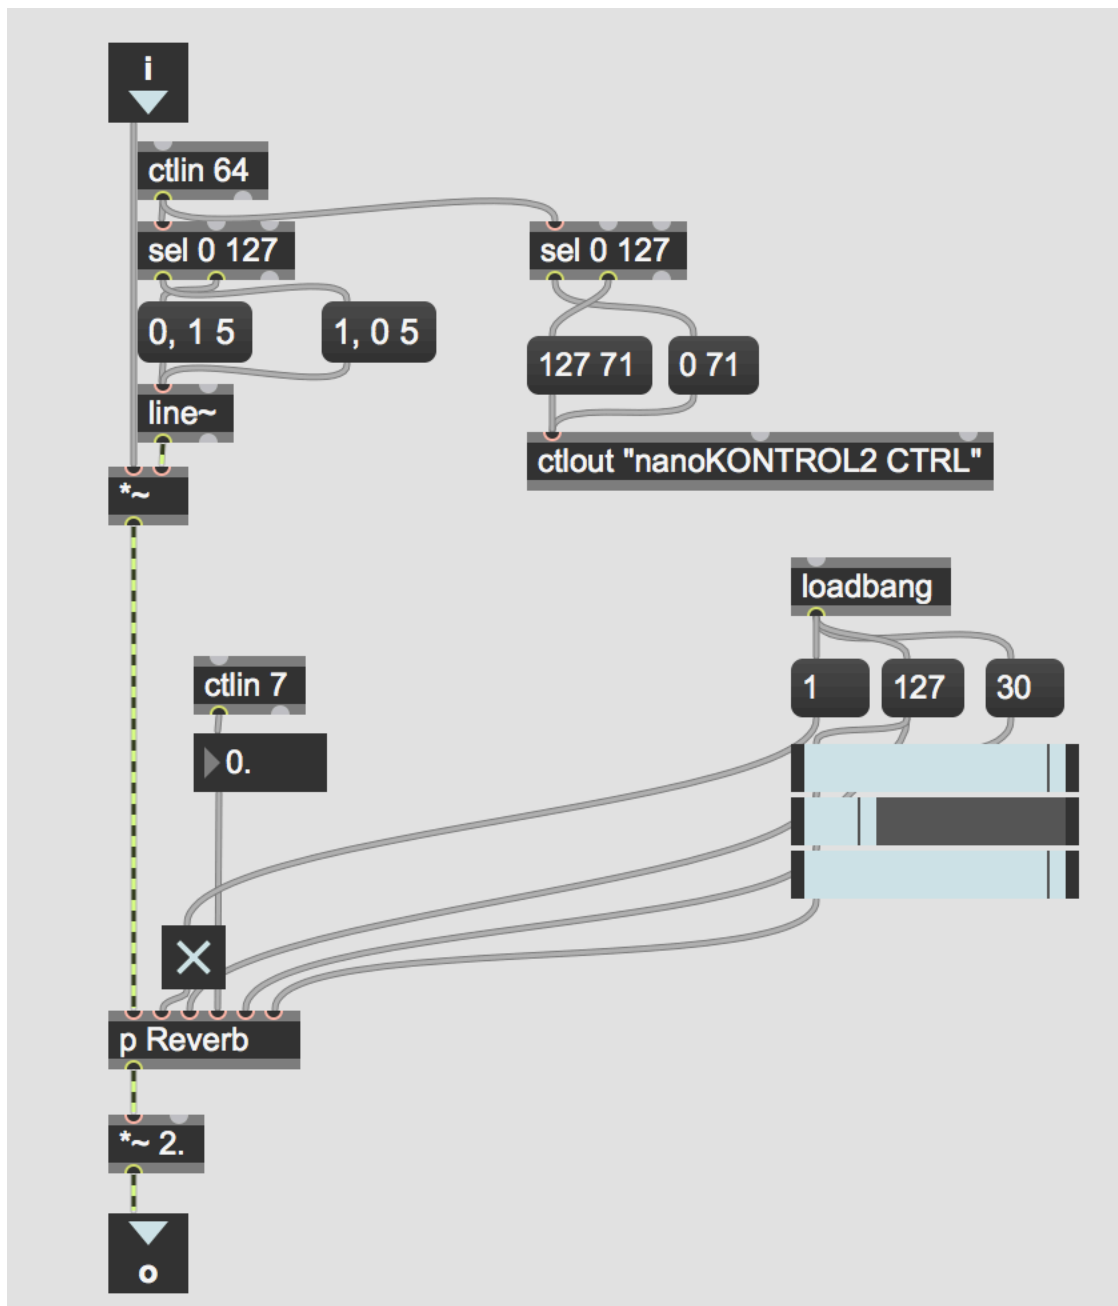 i
ctlin 64
sel 0 127
sel 0 127
0, 1 5
1, 0 5
127 71
0 71
line~
ctlout "nanoKONTROL2 CTRL"
*~
loadbang
ctlin 7
1
127
30
0.
p Reverb
*~ 2.
o